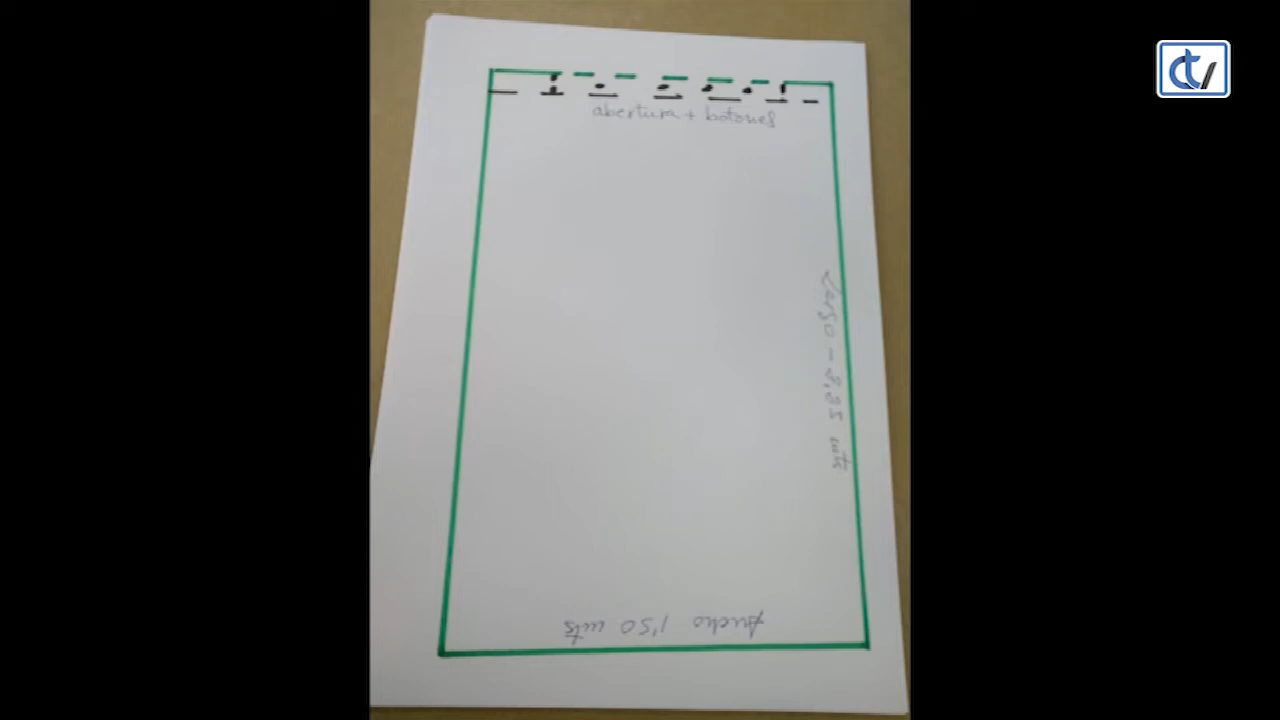 abertura + botones
Largo - 2,25 mts
Ancho 1'50 mts